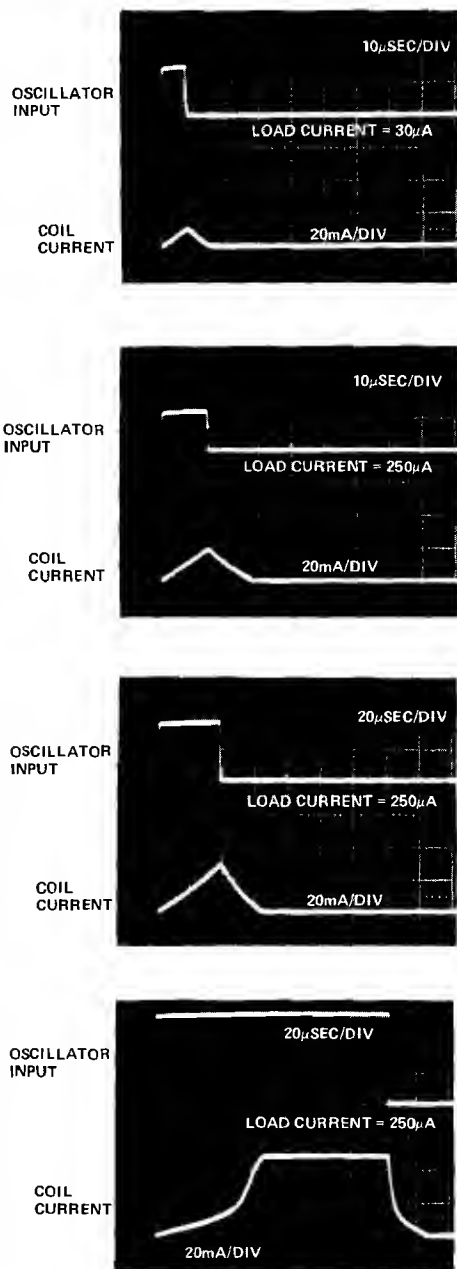 10μSEC/DIV
OSCILLATOR
INPUT
LOAD CURRENT = 30μA
COIL
CURRENT
20mA/DIV
10μSEC/DIV
OSCILLATOR
INPUT
LOAD CURRENT = 250μA
COIL
CURRENT
20mA/DIV
20μSEC/DIV
OSCILLATOR
INPUT
LOAD CURRENT = 250μA
COIL
CURRENT
20mA/DIV
20μSEC/DIV
OSCILLATOR
INPUT
LOAD CURRENT = 250μA
COIL
CURRENT
20mA/DIV